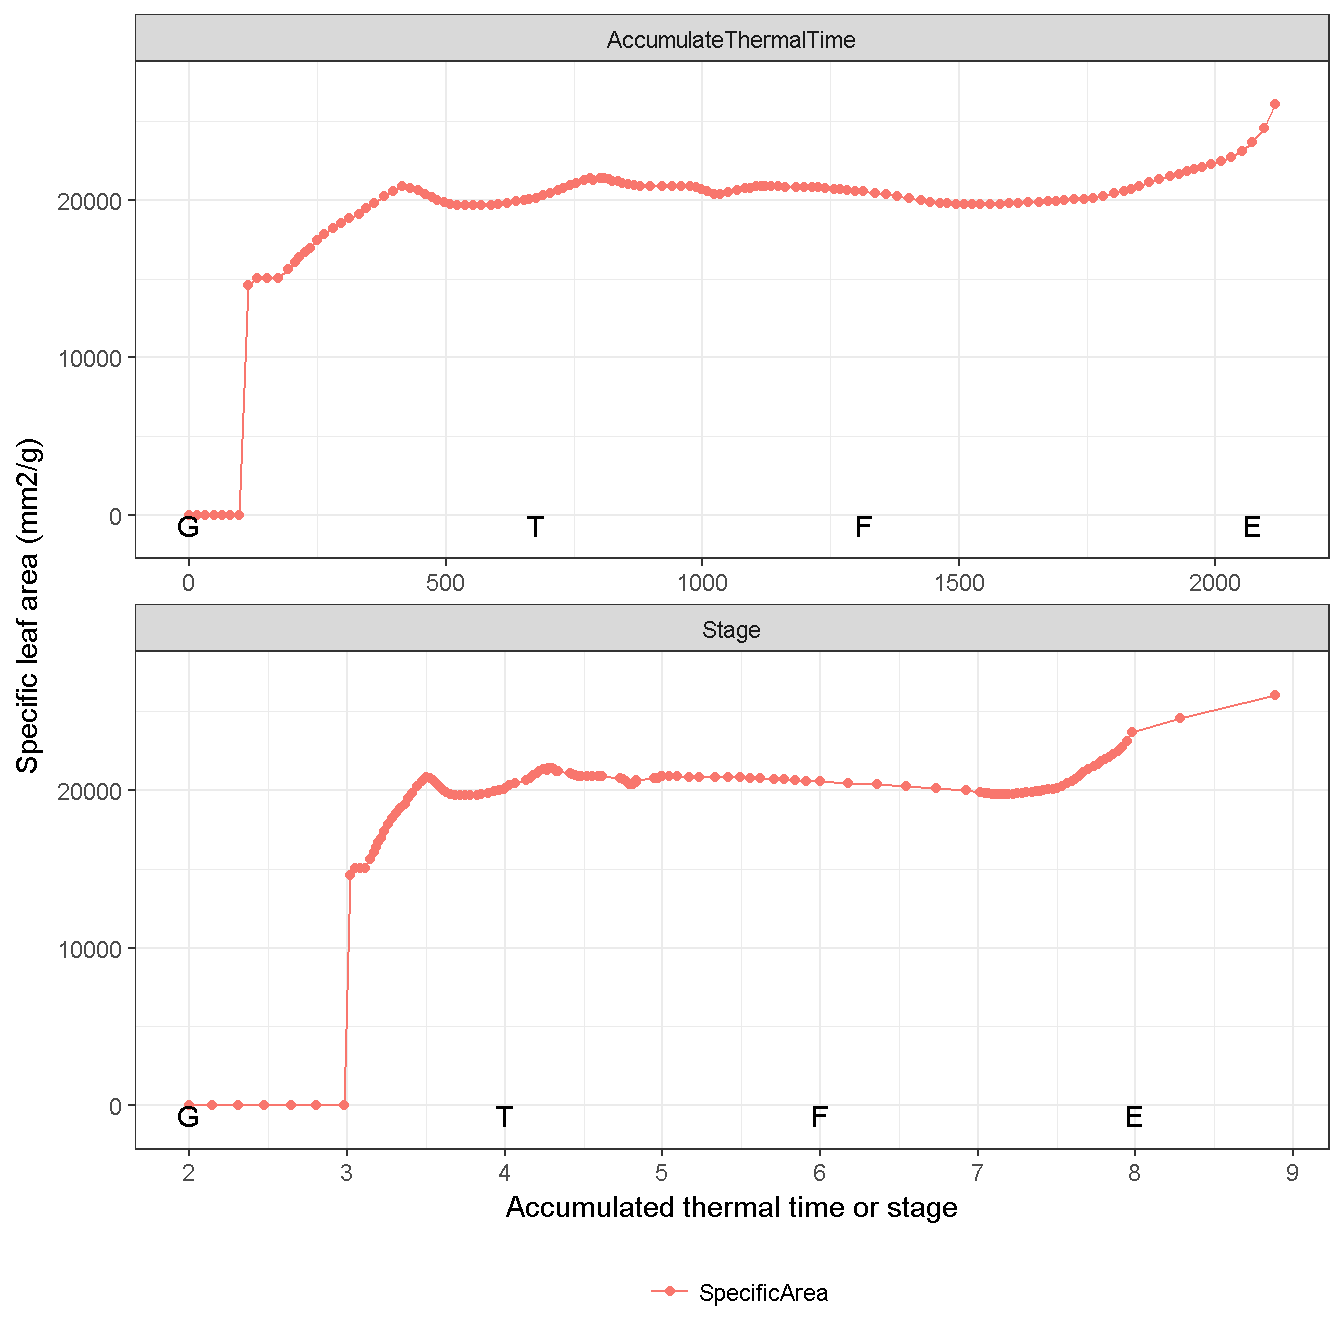 AccumulateThermalTime
20000
10000
0
G T F E
0 500 1000 1500 2000
Specific leaf area (mm2/g)
Stage
20000
10000
0
G T F E
2 3 4 5 6 7 8 9
Accumulated thermal time or stage
SpecificArea